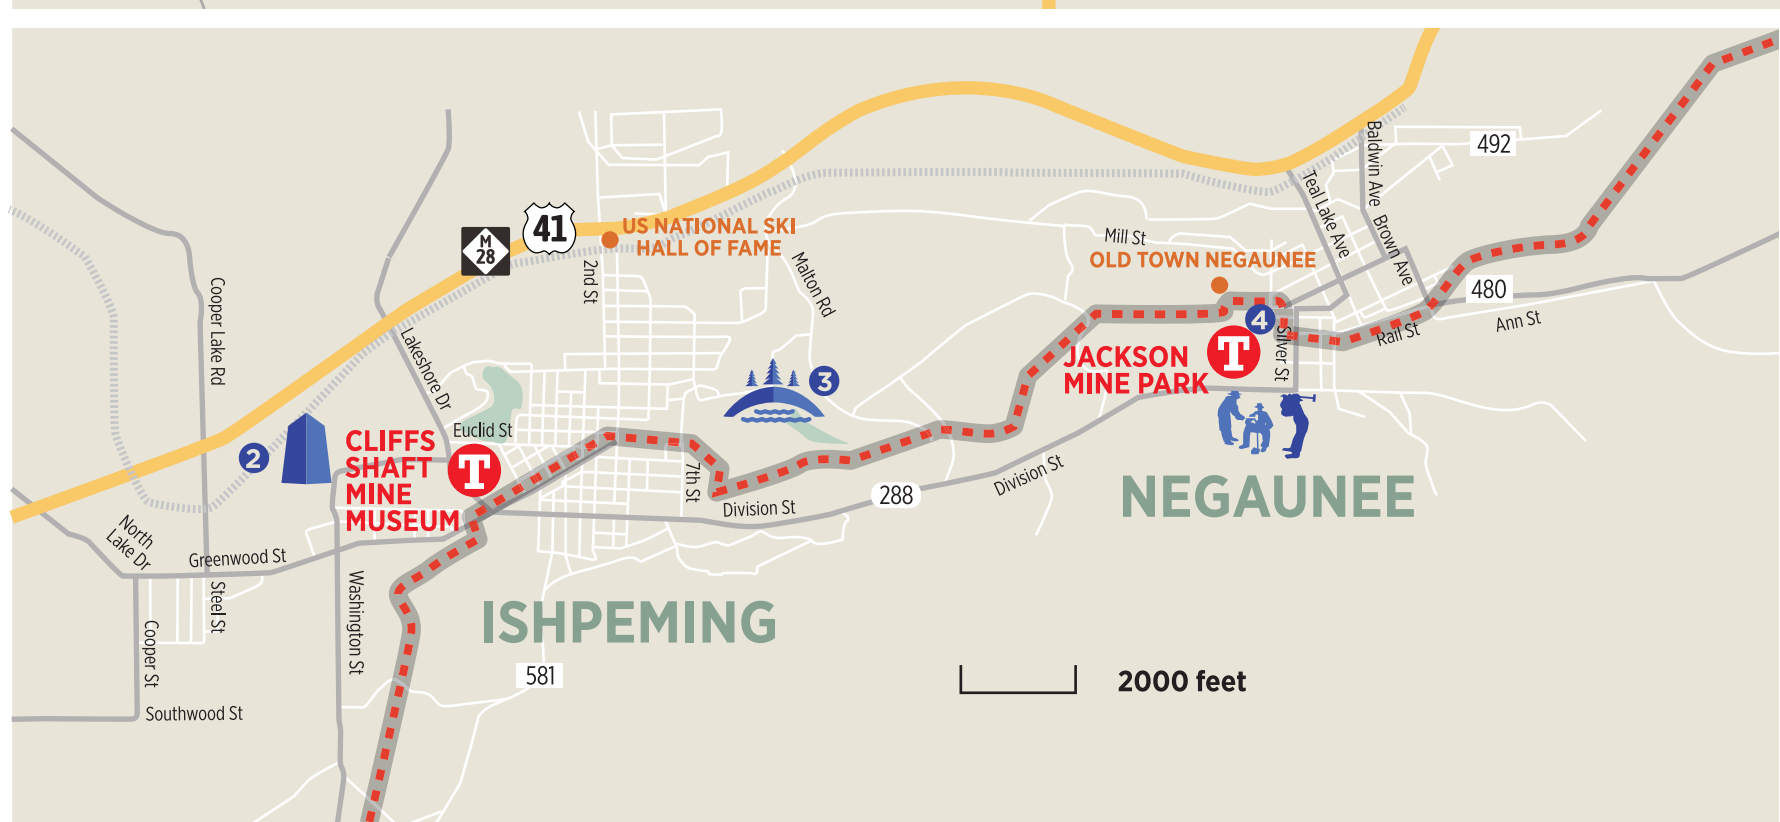 Baldwin Ave
492
Teal Lake Ave
Brown Ave
M
28
41
US NATIONAL SKI
HALL OF FAME
Mill St
OLD TOWN NEGAUNEE
2nd St
Malton Rd
Cooper Lake Rd
480
Ann St
4
Silver St
Rail St
Lakeshore Dr
T
JACKSON
MINE PARK
3
Euclid St
2
CLIFFS
SHAFT
MINE
MUSEUM
T
7th St
Division St
288
Division St
NEGAUNEE
North
Lake Dr
Greenwood St
Steel St
Washington St
Cooper St
ISHPEMING
581
2000 feet
Southwood St